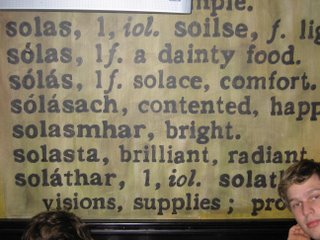 mple.
solas, 1, iol. soilse, f. lig
sólas, 1f. a dainty food.
sólás, 1f. solace, comfort.
sólásach, contented, happ
solasmhar, bright.
solasta, brilliant, radiant
soláthar, 1, iol. solat
visions, supplies; pro